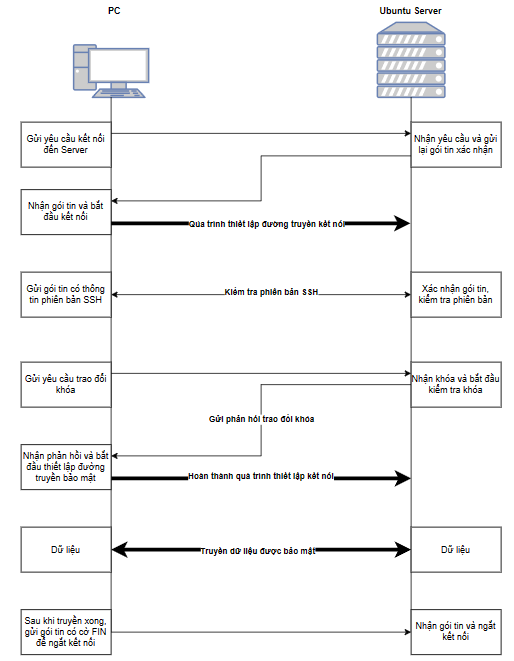 PC
Ubuntu Server
Gửi yêu cầu kết nối
đến Server
Nhận yêu cầu và gửi
lại gói tin xác nhận
Nhận gói tin và bắt
đầu kết nối
Quá trình thiết lập đường truyền kết nối
Gửi gói tin có thông
tin phiên bản SSH
Kiểm tra phiên bản SSH
Xác nhận gói tin,
kiểm tra phiên bản
Gửi yêu cầu trao đổi
khóa
Nhận khóa và bắt đầu
kiểm tra khóa
Gửi phản hồi trao đổi khóa
Nhận phản hồi và bắt
đầu thiết lập đường
truyền bảo mật
Hoàn thành quá trình thiết lập kết nối
Dữ liệu
Truyền dữ liệu được bảo mật
Dữ liệu
Sau khi truyền xong,
gửi gói tin có cờ FIN
để ngắt kết nối
Nhận gói tin và ngắt
kết nối